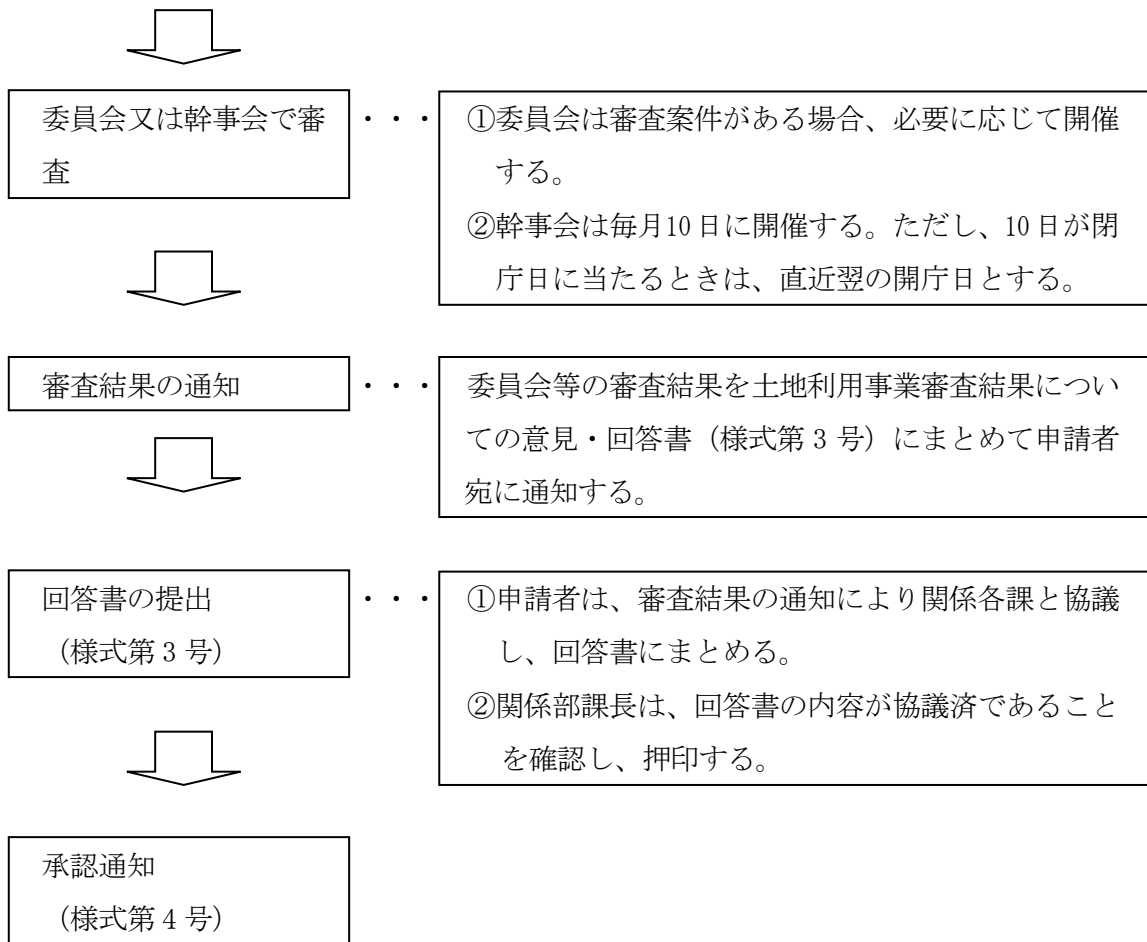 委員会又は幹事会で審
査
・・・
①委員会は審査案件がある場合、必要に応じて開催
する。
②幹事会は毎月10日に開催する。ただし、10日が閉
庁日に当たるときは、直近翌の開庁日とする。
審査結果の通知
・・・
委員会等の審査結果を土地利用事業審査結果につい
ての意見・回答書（様式第3号）にまとめて申請者
宛に通知する。
回答書の提出
（様式第3号）
・・・
①申請者は、審査結果の通知により関係各課と協議
し、回答書にまとめる。
②関係部課長は、回答書の内容が協議済であること
を確認し、押印する。
承認通知
（様式第4号）